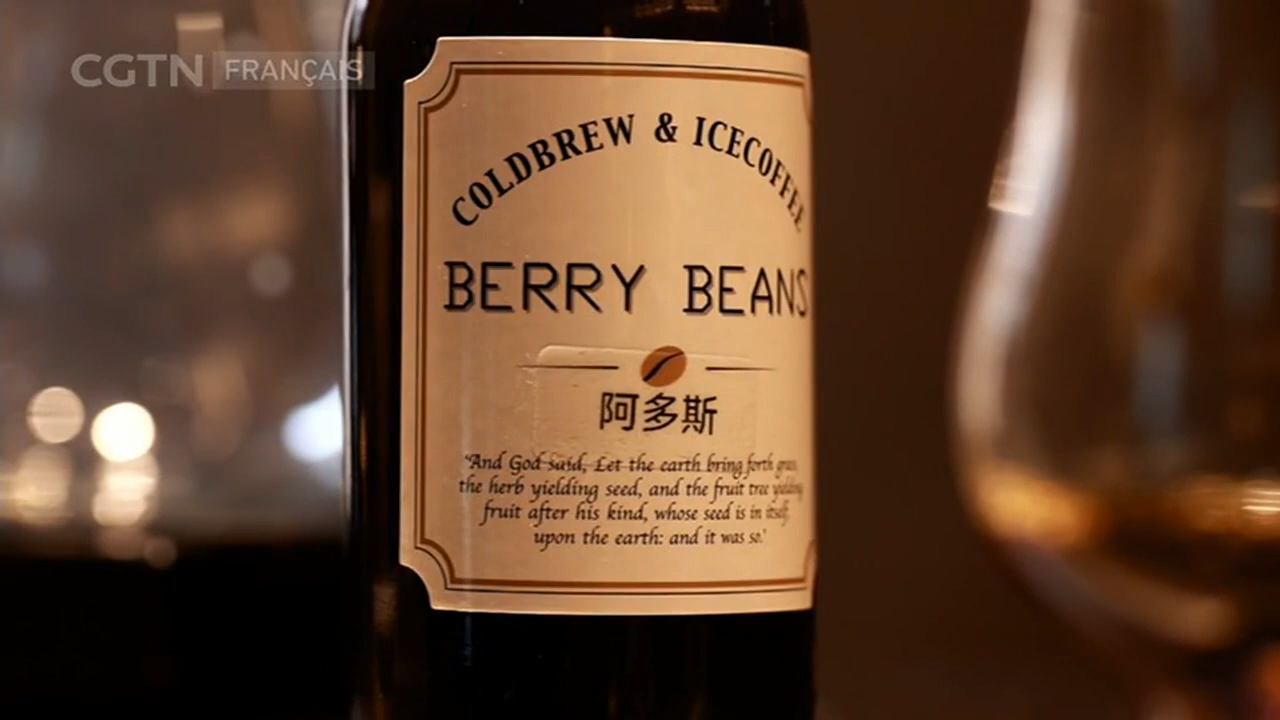 CGTN FRANÇAIS
COLDBREW & ICECOFFEE
BERRY BEANS
阿多斯
"And God said, Let the earth bring forth grass,
the herb yielding seed, and the fruit tree yielding
fruit after his kind, whose seed is in itself,
upon the earth: and it was so."